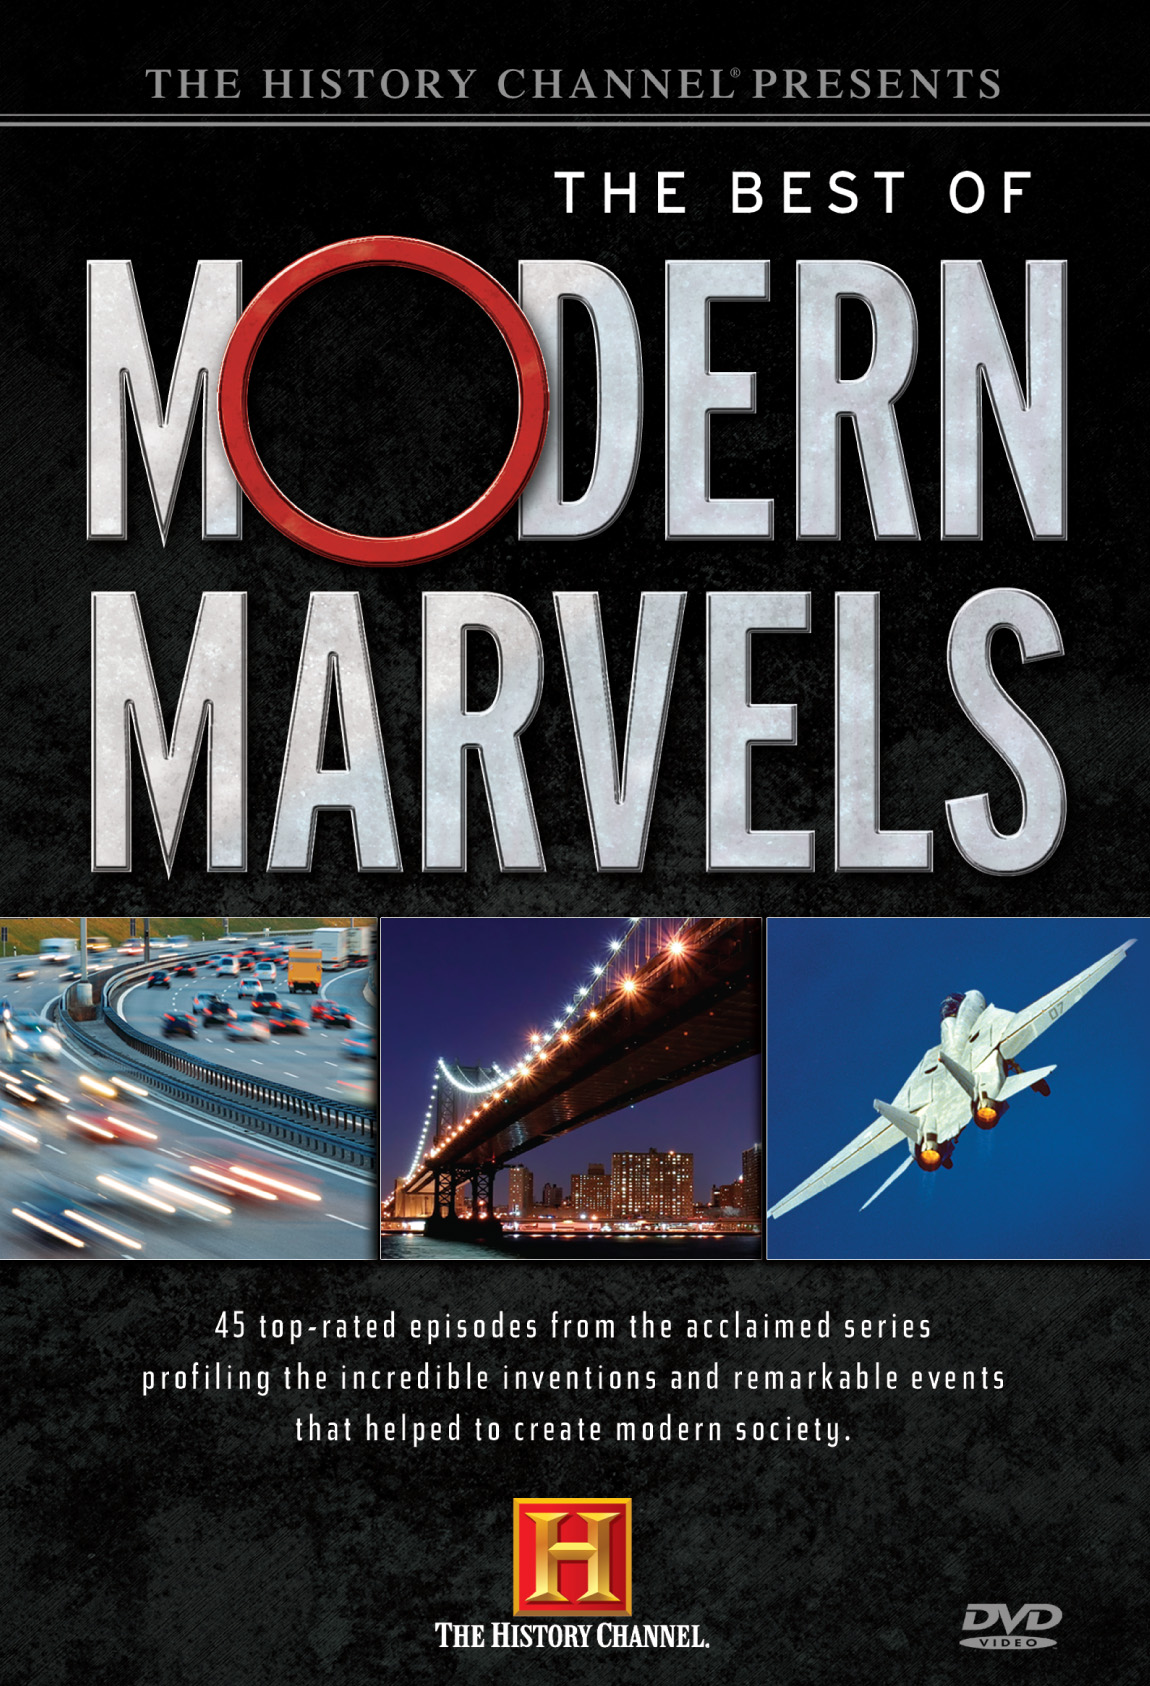 THE HISTORY CHANNEL® PRESENTS
THE BEST OF
MODERN
MARVELS
07
45 top-rated episodes from the acclaimed series
profiling the incredible inventions and remarkable events
that helped to create modern society.
H
THE HISTORY CHANNEL.
DVD
VIDEO